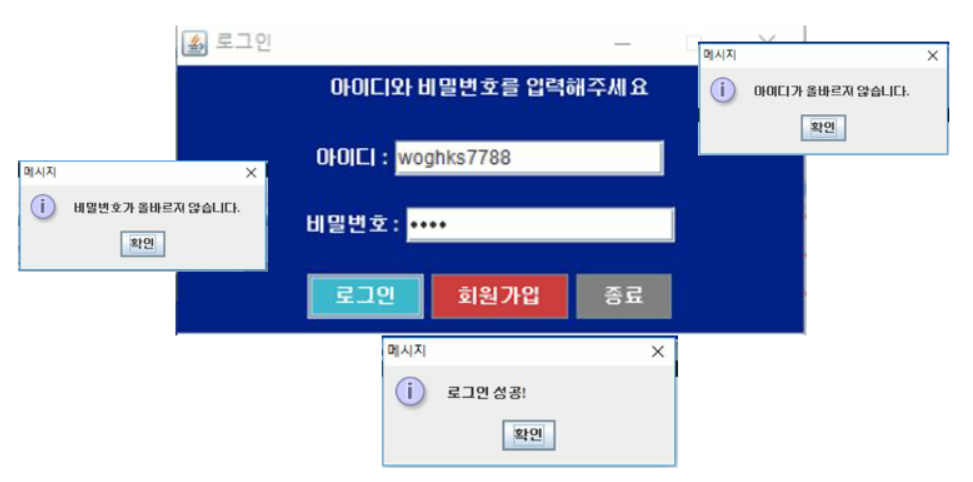 로그인
아이디와 비밀번호를 입력해주세요
아이디 : woghks7788
비밀번호 : ••••
로그인 회원가입 종료
메시지
아이디가 올바르지 않습니다.
확인
메시지
비밀번호가 올바르지 않습니다.
확인
메시지
로그인 성공!
확인